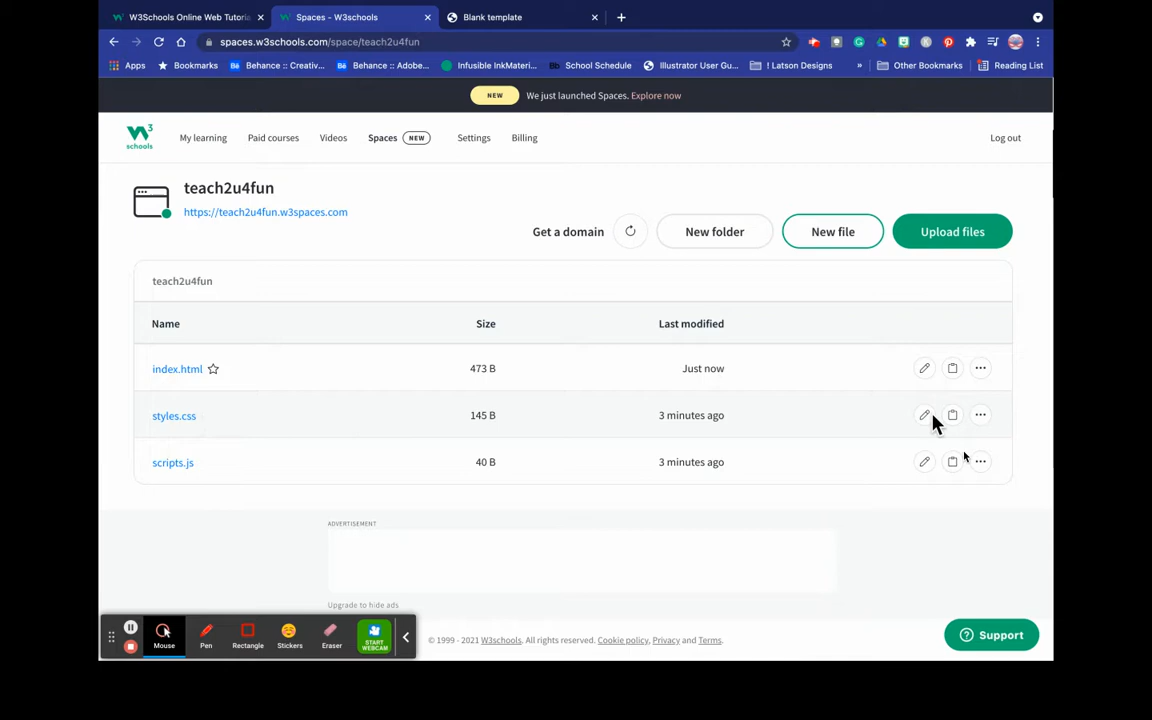 W3Schools Online Web Tutoria
Spaces - W3schools
Blank template
spaces.w3schools.com/space/teach2u4fun
Apps
Bookmarks
Behance :: Creativ...
Behance :: Adobe...
Infusible InkMateri...
School Schedule
Illustrator User Gu...
! Latson Designs
»
Other Bookmarks
Reading List
NEW
We just launched Spaces. Explore now
W3 schools
My learning
Paid courses
Videos
Spaces
NEW
Settings
Billing
Log out
teach2u4fun
https://teach2u4fun.w3spaces.com
Get a domain
New folder
New file
Upload files
teach2u4fun
Name Size Last modified
index.html 473 B Just now
styles.css 145 B 3 minutes ago
scripts.js 40 B 3 minutes ago
ADVERTISEMENT
Upgrade to hide ads
Mouse
Pen
Rectangle
Stickers
Eraser
START WEBCAM
© 1999 - 2021 W3schools. All rights reserved. Cookie policy, Privacy and Terms.
Support